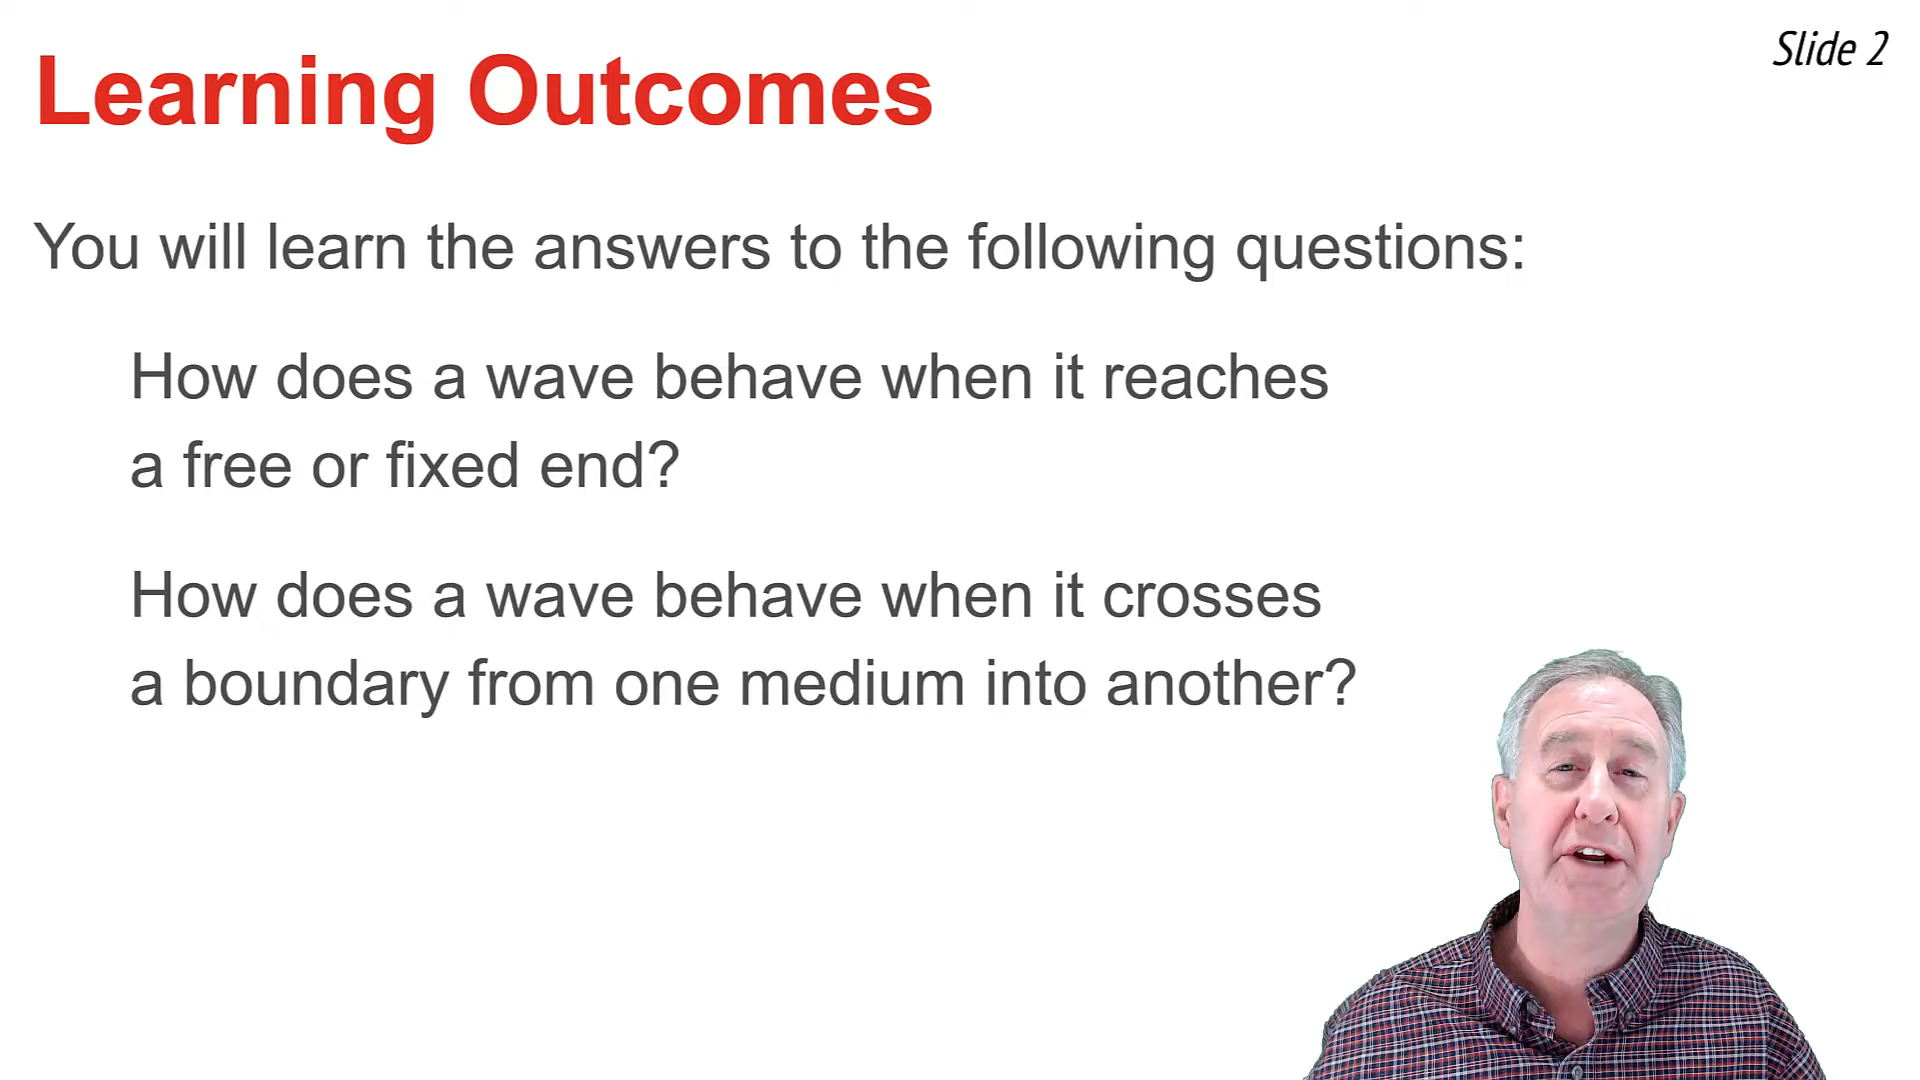 Slide 2
Learning Outcomes
You will learn the answers to the following questions:
How does a wave behave when it reaches
a free or fixed end?
How does a wave behave when it crosses
a boundary from one medium into another?